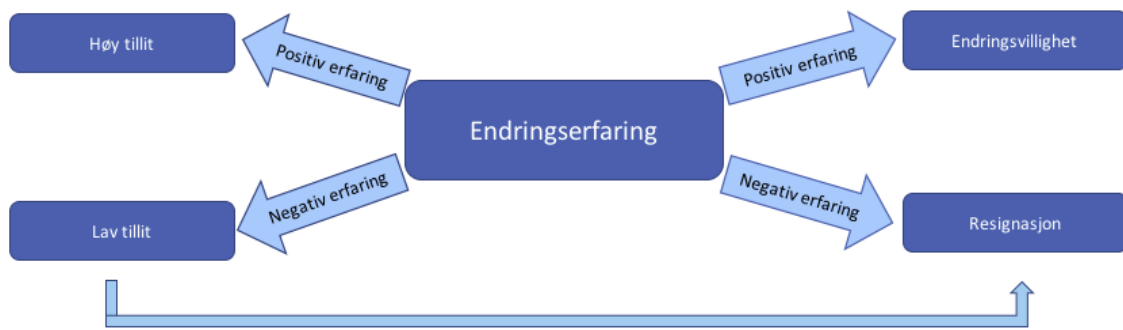 Høy tillit
Positiv erfaring
Positiv erfaring
Endringsvillighet
Endringserfaring
Lav tillit
Negativ erfaring
Negativ erfaring
Resignasjon